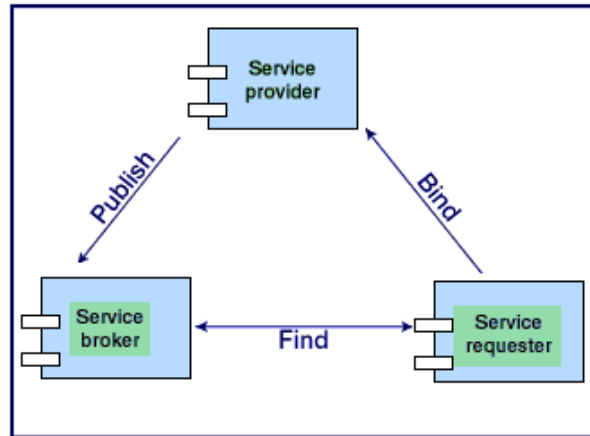 Service
provider
Publish
Bind
Service
broker
Find
Service
requester